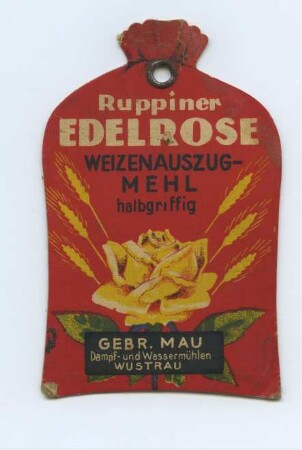 Ruppiner
EDELROSE
WEIZENAUSZUG-
MEHL
halbgriffig
GEBR. MAU
Dampf- und Wassermühlen
WUSTRAU